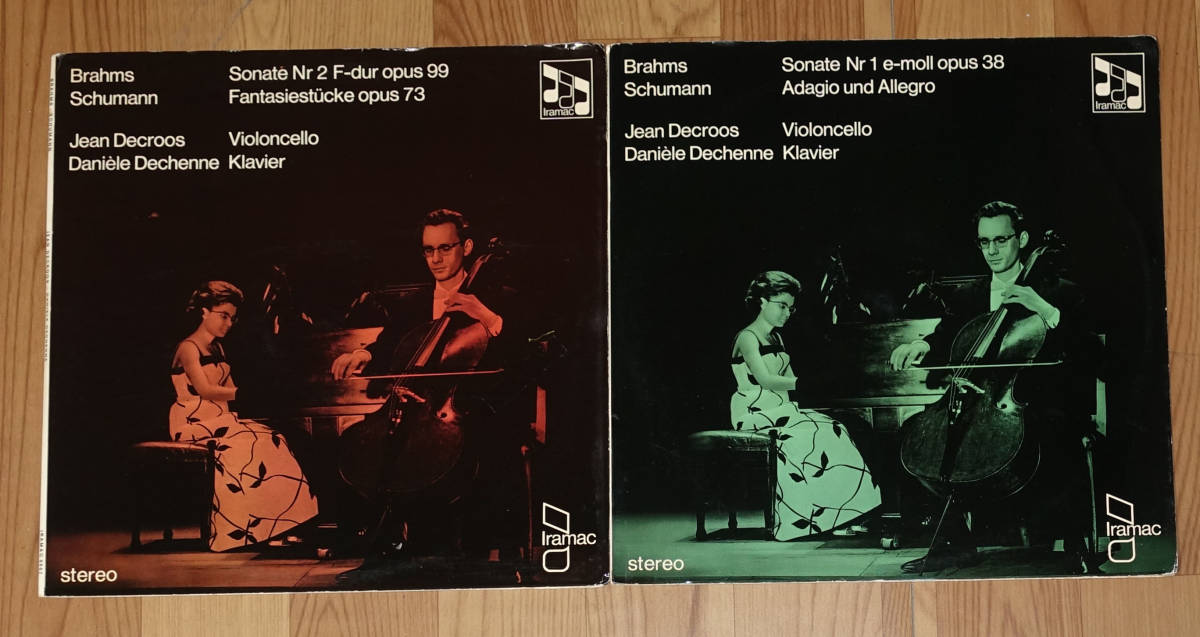 Brahms Sonate Nr 2 F-dur opus 99
Schumann Fantasiestücke opus 73
Jean Decroos Violoncello
Danièle Dechenne Klavier
Iramac
Iramac
stereo
Brahms Sonate Nr 1 e-moll opus 38
Schumann Adagio und Allegro
Jean Decroos Violoncello
Danièle Dechenne Klavier
Iramac
Iramac
stereo